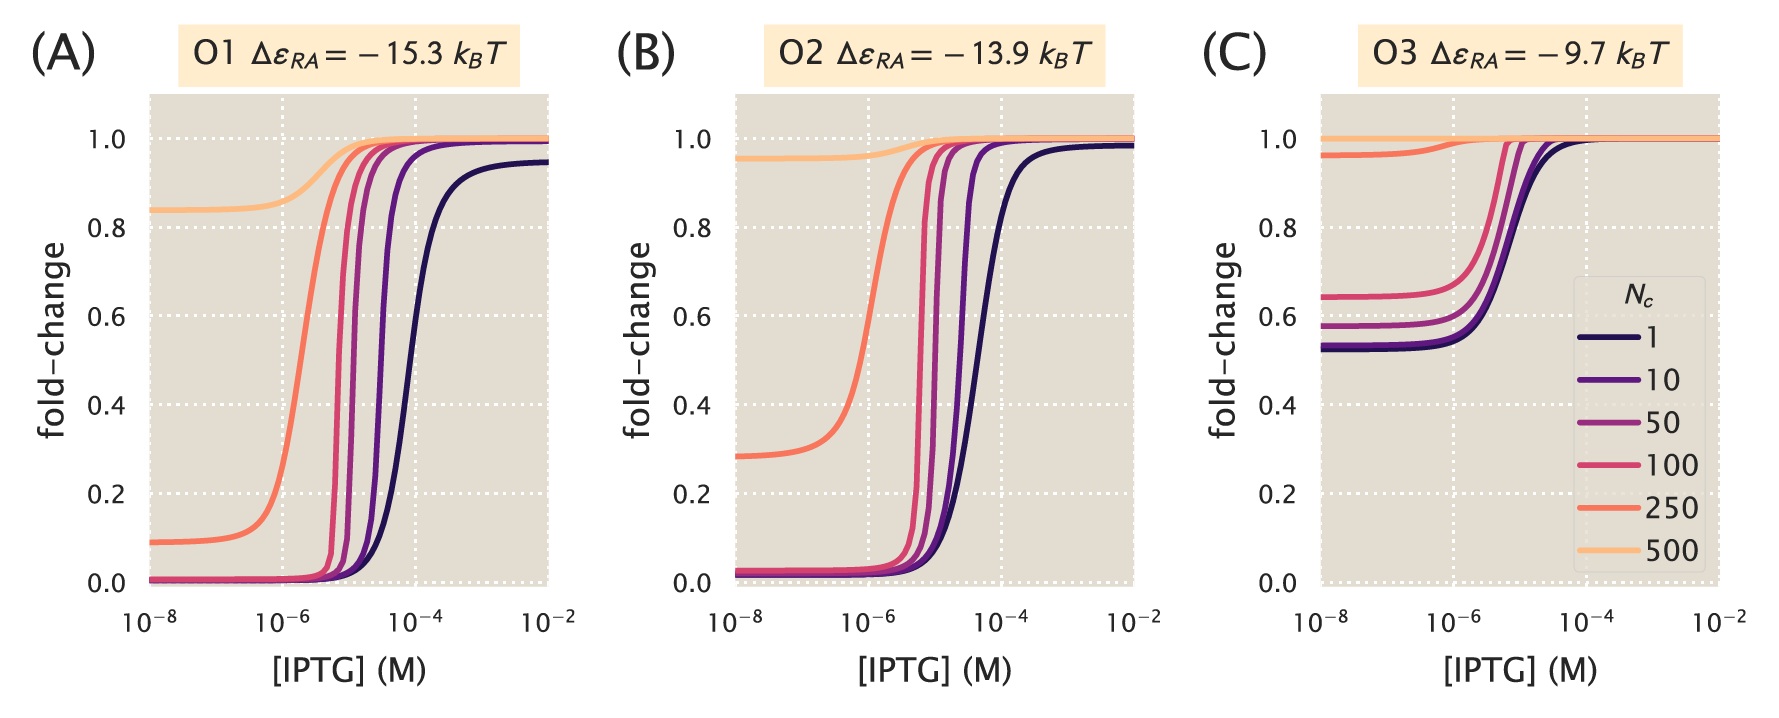 (A)
O1 Δε_RA = − 15.3 k_BT
1.0
0.8
0.6
0.4
0.2
0.0
fold−change
10⁻⁸ 10⁻⁶ 10⁻⁴ 10⁻²
[IPTG] (M)
(B)
O2 Δε_RA = − 13.9 k_BT
1.0
0.8
0.6
0.4
0.2
0.0
fold−change
10⁻⁸ 10⁻⁶ 10⁻⁴ 10⁻²
[IPTG] (M)
(C)
O3 Δε_RA = − 9.7 k_BT
1.0
0.8
0.6
0.4
0.2
0.0
fold−change
10⁻⁸ 10⁻⁶ 10⁻⁴ 10⁻²
[IPTG] (M)
N_c
1
10
50
100
250
500